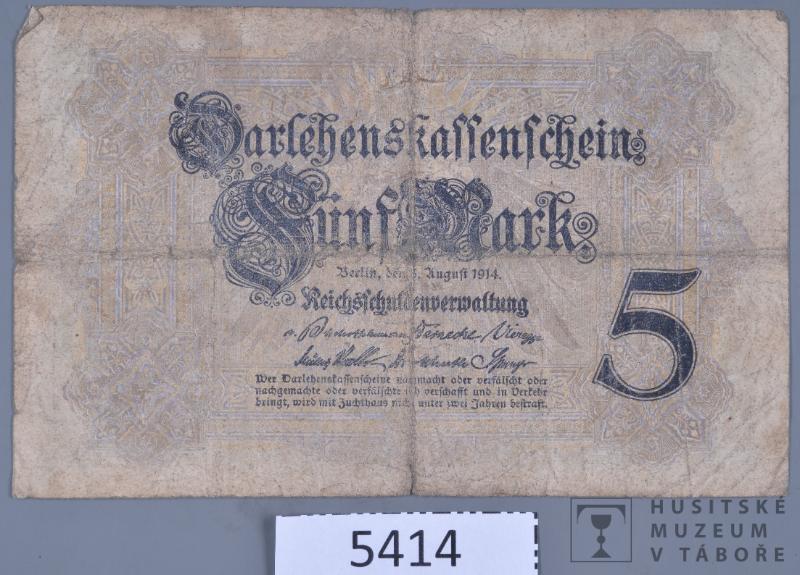 Darlehenskassenschein
Fünf Mark
Berlin, den 5. August 1914.
Reichsschuldenverwaltung
Wer Darlehenskassenscheine nachmacht oder verfälscht oder
nachgemachte oder verfälschte sich verschafft und in Verkehr
bringt, wird mit Zuchthaus nicht unter zwei Jahren bestraft.
5
5414
HUSITSKÉ
MUZEUM
V TÁBOŘE